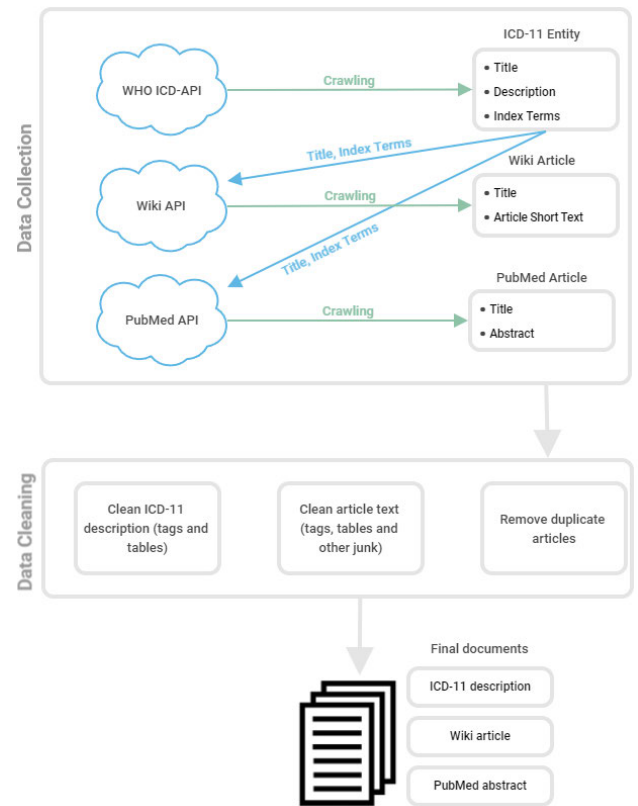 Data Collection
ICD-11 Entity
WHO ICD-API
Crawling
• Title
• Description
• Index Terms
Title, Index Terms
Wiki Article
Wiki API
Crawling
• Title
• Article Short Text
Title, Index Terms
PubMed Article
PubMed API
Crawling
• Title
• Abstract
Data Cleaning
Clean ICD-11
description (tags and
tables)
Clean article text
(tags, tables and
other junk)
Remove duplicate
articles
Final documents
ICD-11 description
Wiki article
PubMed abstract